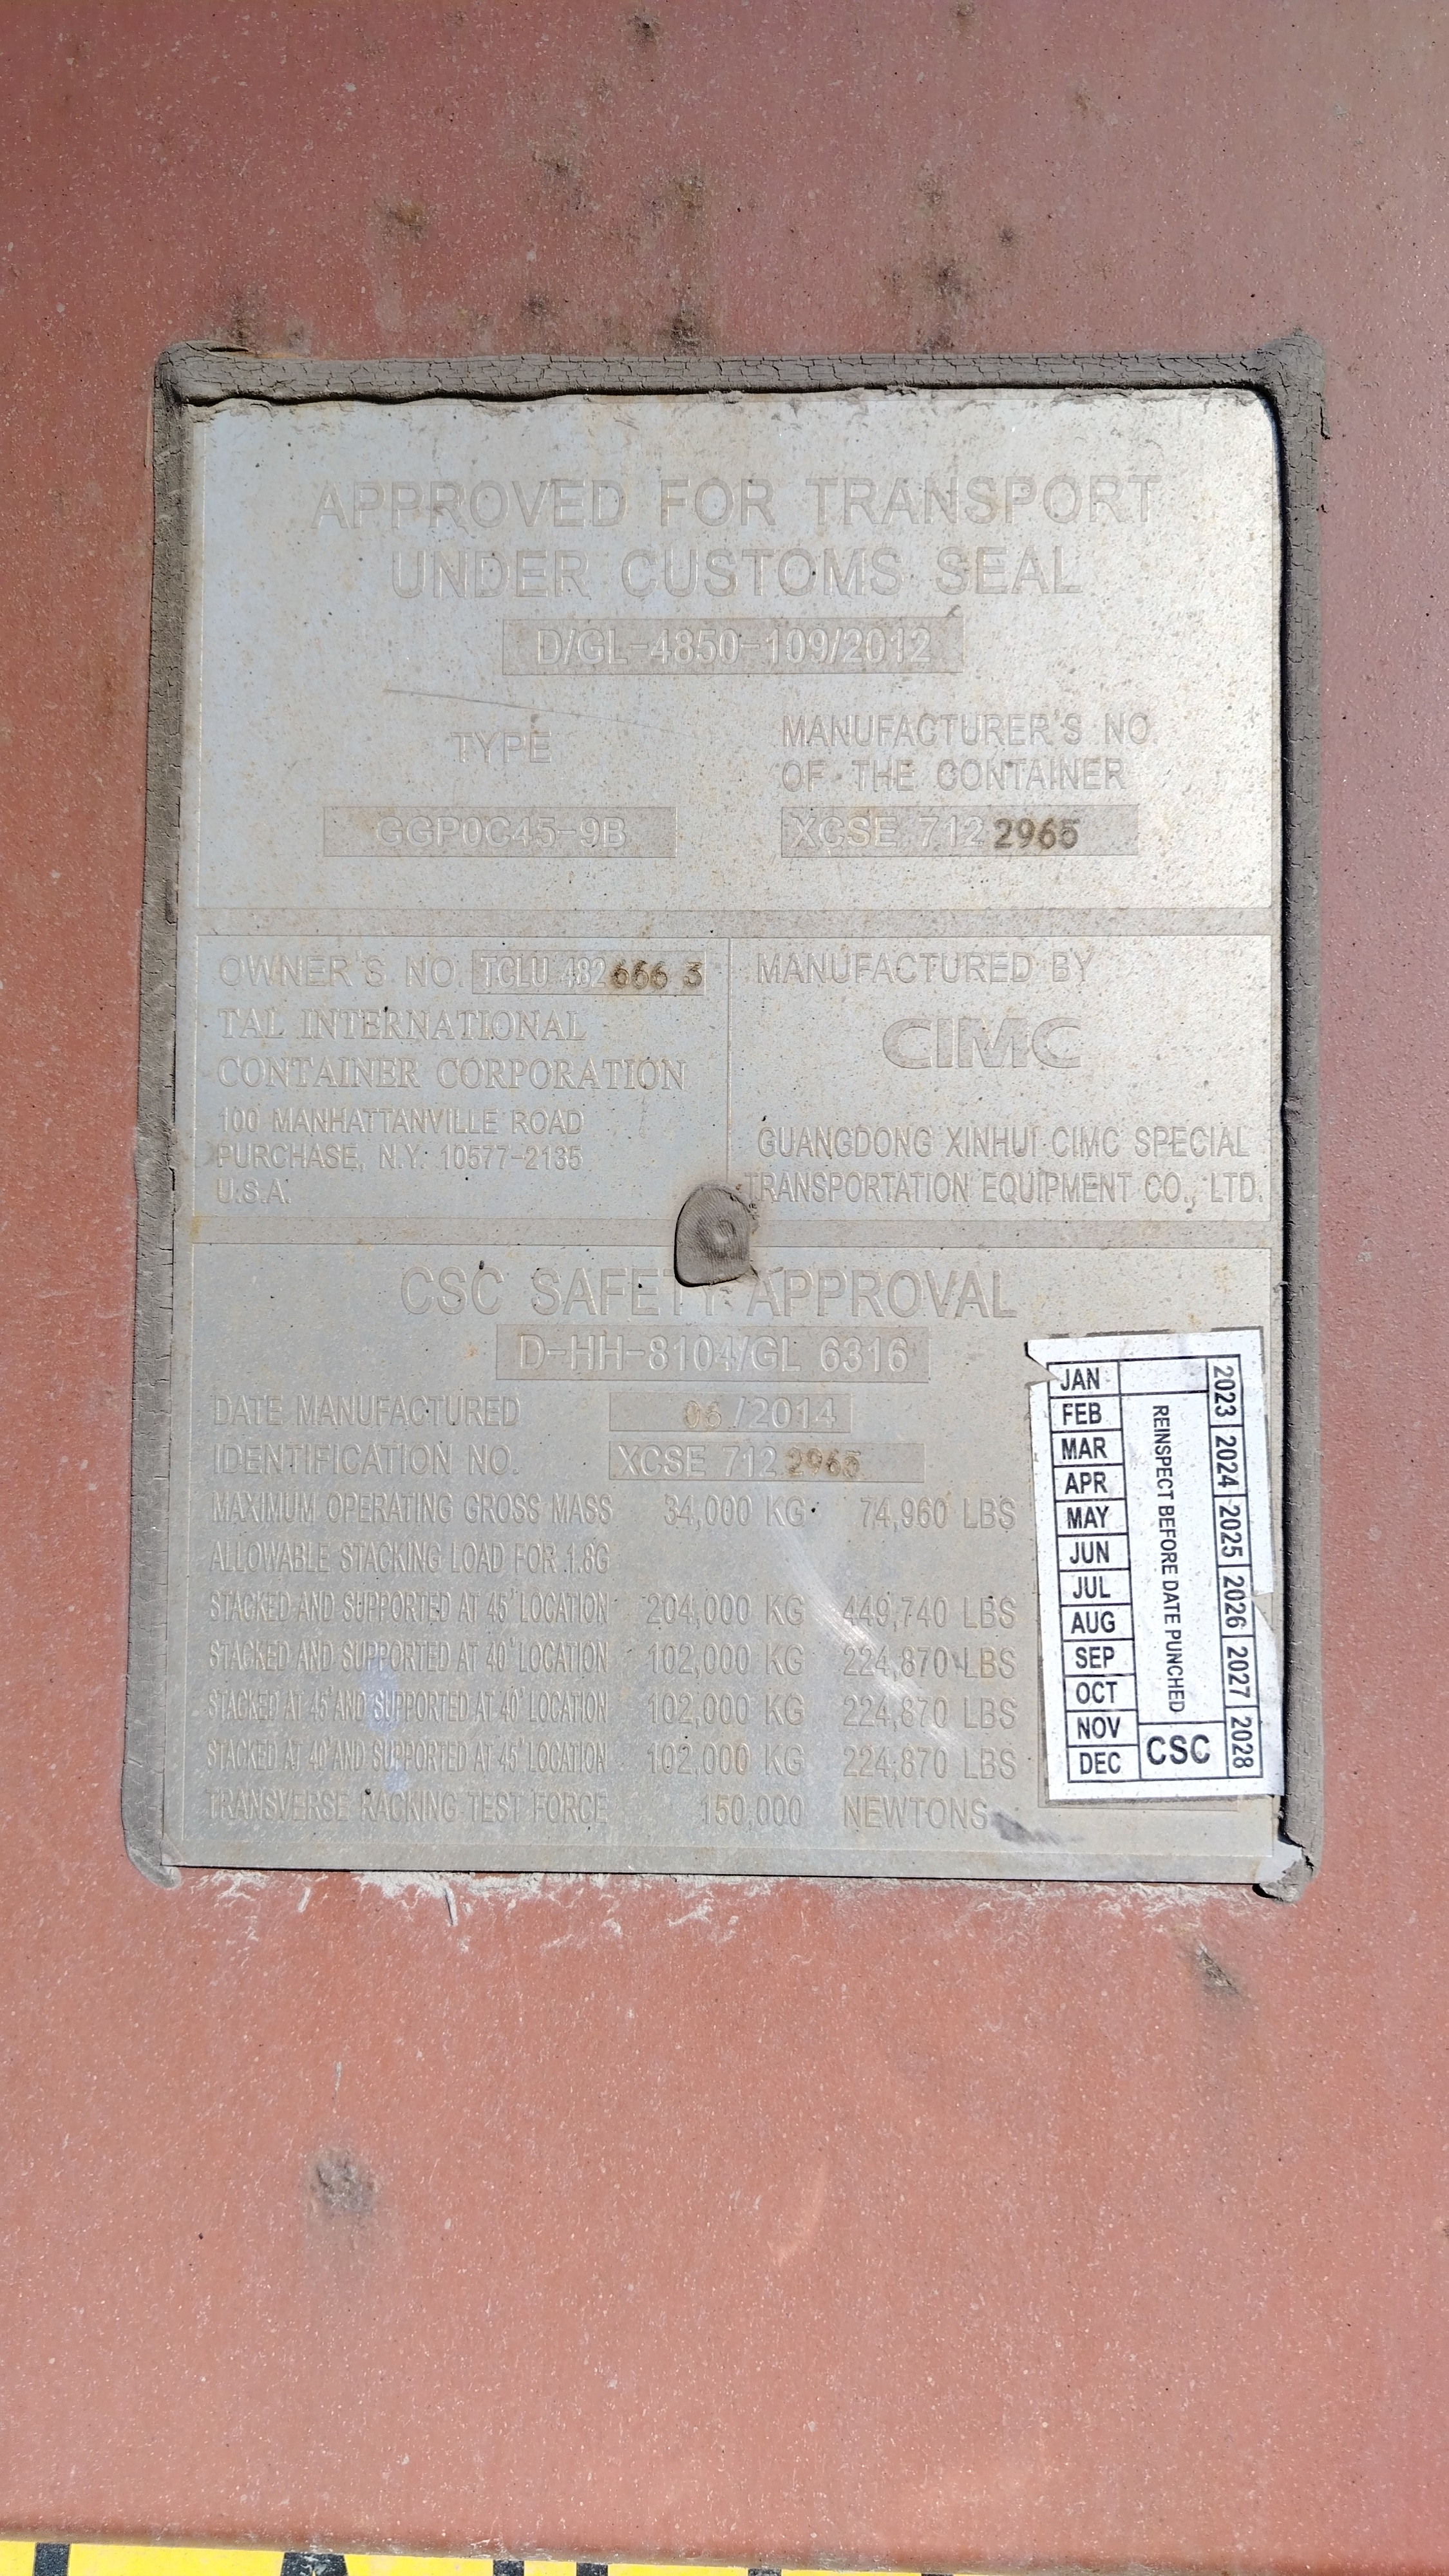 APPROVED FOR TRANSPORT
UNDER CUSTOMS SEAL
D/GL-4850-109/2012
TYPE
GGP0C45-9B
MANUFACTURER'S NO.
OF THE CONTAINER
XCSE 712 2965
OWNER'S NO. TCLU 482 666 3
TAL INTERNATIONAL
CONTAINER CORPORATION
100 MANHATTANVILLE ROAD
PURCHASE, N.Y. 10577-2135
U.S.A.
MANUFACTURED BY
CIMC
GUANGDONG XINHUI CIMC SPECIAL
TRANSPORTATION EQUIPMENT CO., LTD.
CSC SAFETY APPROVAL
D-HH-8104/GL 6316
DATE MANUFACTURED 06/2014
IDENTIFICATION NO. XCSE 712 2965
MAXIMUM OPERATING GROSS MASS 34,000 KG 74,960 LBS
ALLOWABLE STACKING LOAD FOR 1.8G
STACKED AND SUPPORTED AT 45' LOCATION 204,000 KG 449,740 LBS
STACKED AND SUPPORTED AT 40' LOCATION 102,000 KG 224,870 LBS
STACKED AT 45' AND SUPPORTED AT 40' LOCATION 102,000 KG 224,870 LBS
STACKED AT 40' AND SUPPORTED AT 45' LOCATION 102,000 KG 224,870 LBS
TRANSVERSE RACKING TEST FORCE 150,000 NEWTONS
JAN
FEB
MAR
APR
MAY
JUN
JUL
AUG
SEP
OCT
NOV
DEC
REINSPECT BEFORE DATE PUNCHED
CSC
2023 2024 2025 2026 2027 2028